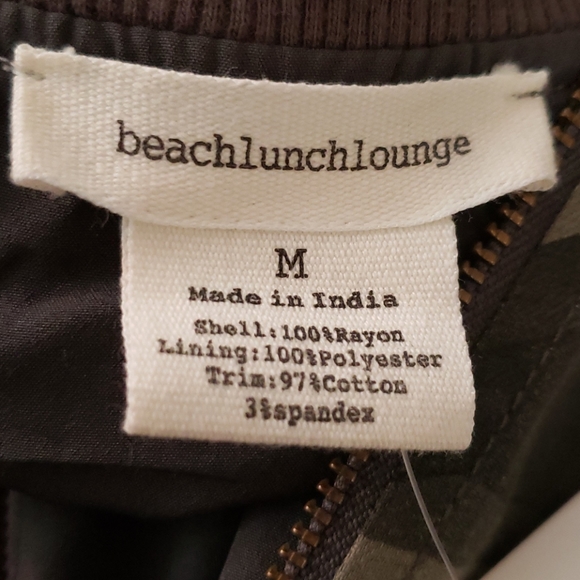 beachlunchlounge
M
Made in India
Shell:100%Rayon
Lining:100%Polyester
Trim:97%Cotton
3%spandex